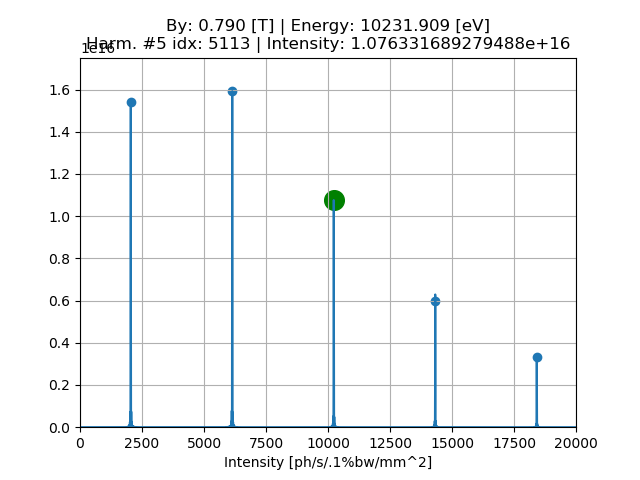 By: 0.790 [T] | Energy: 10231.909 [eV]
Harm. #5 idx: 5113 | Intensity: 1.076331689279488e+16
1e16
1.6
1.4
1.2
1.0
0.8
0.6
0.4
0.2
0.0
0 2500 5000 7500 10000 12500 15000 17500 20000
Intensity [ph/s/.1%bw/mm^2]